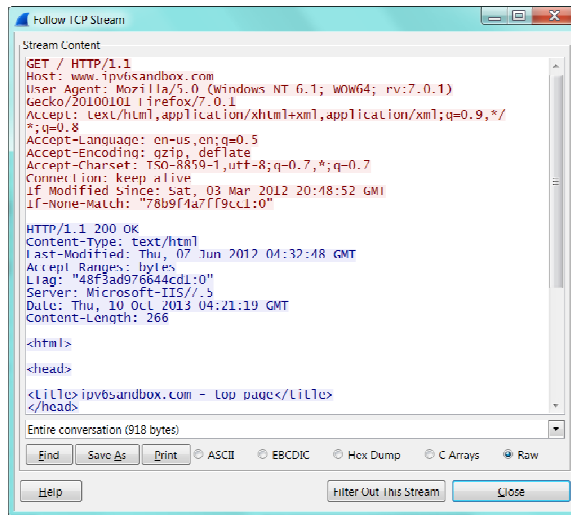 Follow TCP Stream
Stream Content
GET / HTTP/1.1
Host: www.ipv6sandbox.com
User-Agent: Mozilla/5.0 (Windows NT 6.1; WOW64; rv:7.0.1)
Gecko/20100101 Firefox/7.0.1
Accept: text/html,application/xhtml+xml,application/xml;q=0.9,*/
*;q=0.8
Accept-Language: en-us,en;q=0.5
Accept-Encoding: gzip, deflate
Accept-Charset: ISO-8859-1,utf-8;q=0.7,*;q=0.7
Connection: keep-alive
If-Modified-Since: Sat, 03 Mar 2012 20:48:52 GMT
If-None-Match: "78b9f4a7ff9cc1:0"
HTTP/1.1 200 OK
Content-Type: text/html
Last-Modified: Thu, 07 Jun 2012 04:32:48 GMT
Accept-Ranges: bytes
ETag: "48f3ad976644cd1:0"
Server: Microsoft-IIS/7.5
Date: Thu, 10 Oct 2013 04:21:19 GMT
Content-Length: 266
<html>
<head>
<title>ipv6sandbox.com - top page</title>
</head>
Entire conversation (918 bytes)
Find Save As Print ASCII EBCDIC Hex Dump C Arrays Raw
Help Filter Out This Stream Close